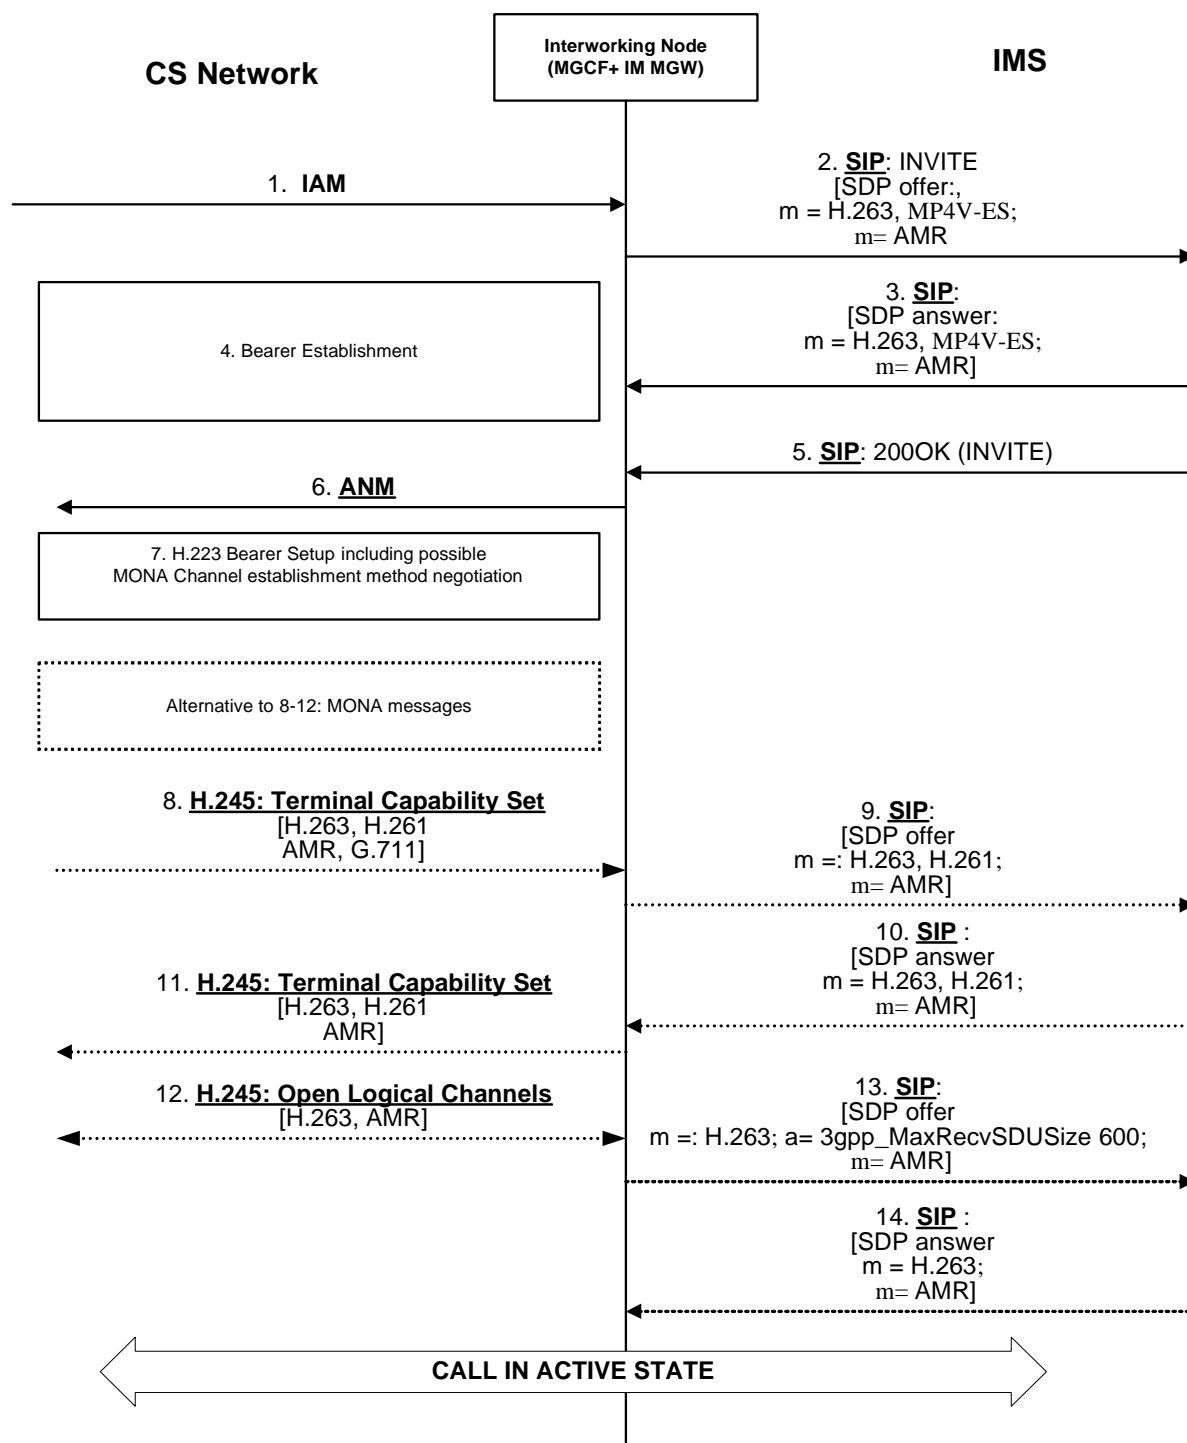 Interworking Node
(MGCF+ IM MGW)
CS Network
IMS
1. IAM
2. SIP: INVITE
[SDP offer:,
m = H.263, MP4V-ES;
m= AMR
3. SIP:
[SDP answer:
m = H.263, MP4V-ES;
m= AMR]
4. Bearer Establishment
5. SIP: 200OK (INVITE)
6. ANM
7. H.223 Bearer Setup including possible
MONA Channel establishment method negotiation
Alternative to 8-12: MONA messages
8. H.245: Terminal Capability Set
[H.263, H.261
AMR, G.711]
9. SIP:
[SDP offer
m =: H.263, H.261;
m= AMR]
10. SIP :
[SDP answer
m = H.263, H.261;
m= AMR]
11. H.245: Terminal Capability Set
[H.263, H.261
AMR]
12. H.245: Open Logical Channels
[H.263, AMR]
13. SIP:
[SDP offer
m =: H.263; a= 3gpp_MaxRecvSDUSize 600;
m= AMR]
14. SIP :
[SDP answer
m = H.263;
m= AMR]
CALL IN ACTIVE STATE